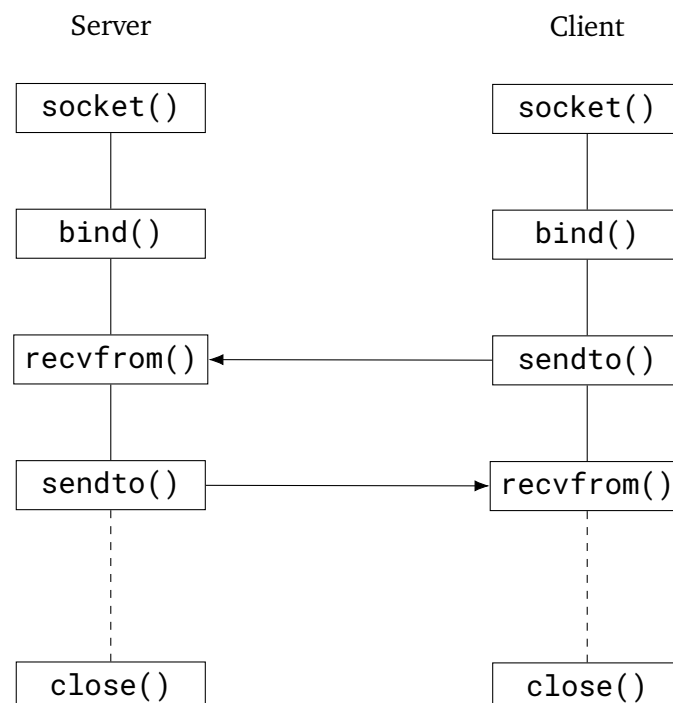 Server Client
socket() socket()
bind() bind()
recvfrom() sendto()
sendto() recvfrom()
close() close()